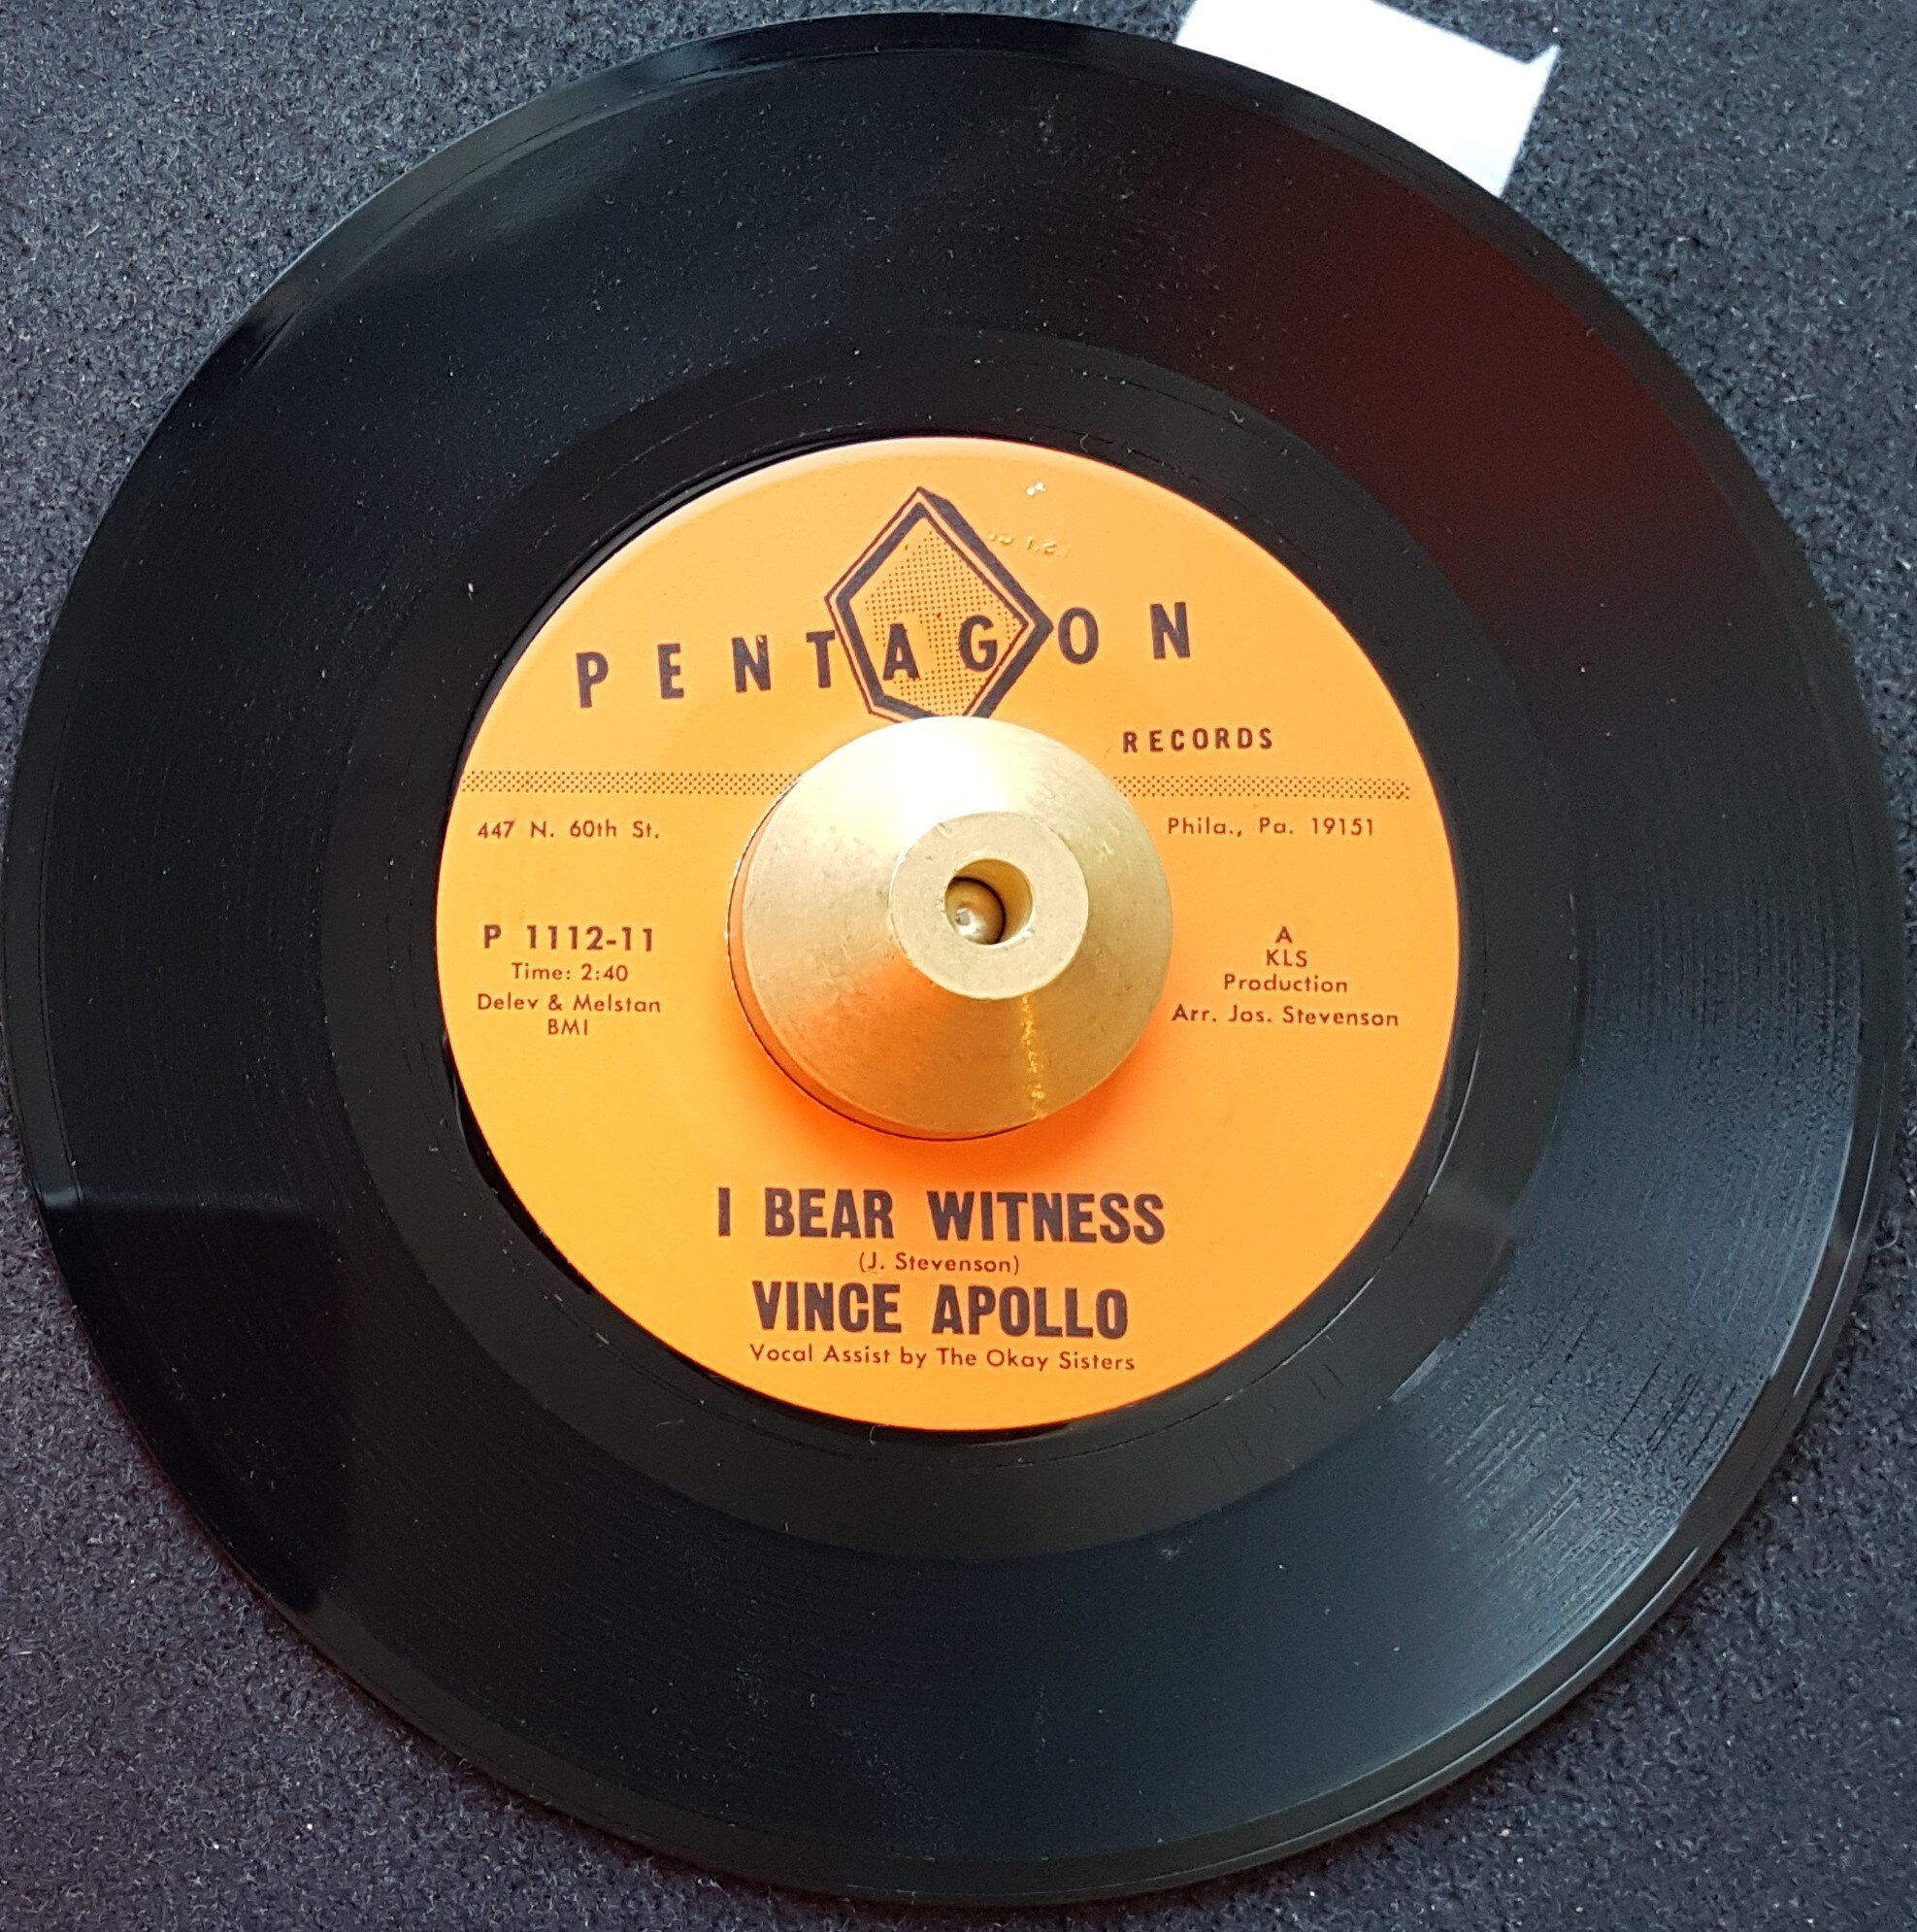 PENTAGON
RECORDS
447 N. 60th St.
Phila., Pa. 19151
P 1112-11
Time: 2:40
Delev & Melstan
BMI
A
KLS
Production
Arr. Jos. Stevenson
I BEAR WITNESS
(J. Stevenson)
VINCE APOLLO
Vocal Assist by The Okay Sisters